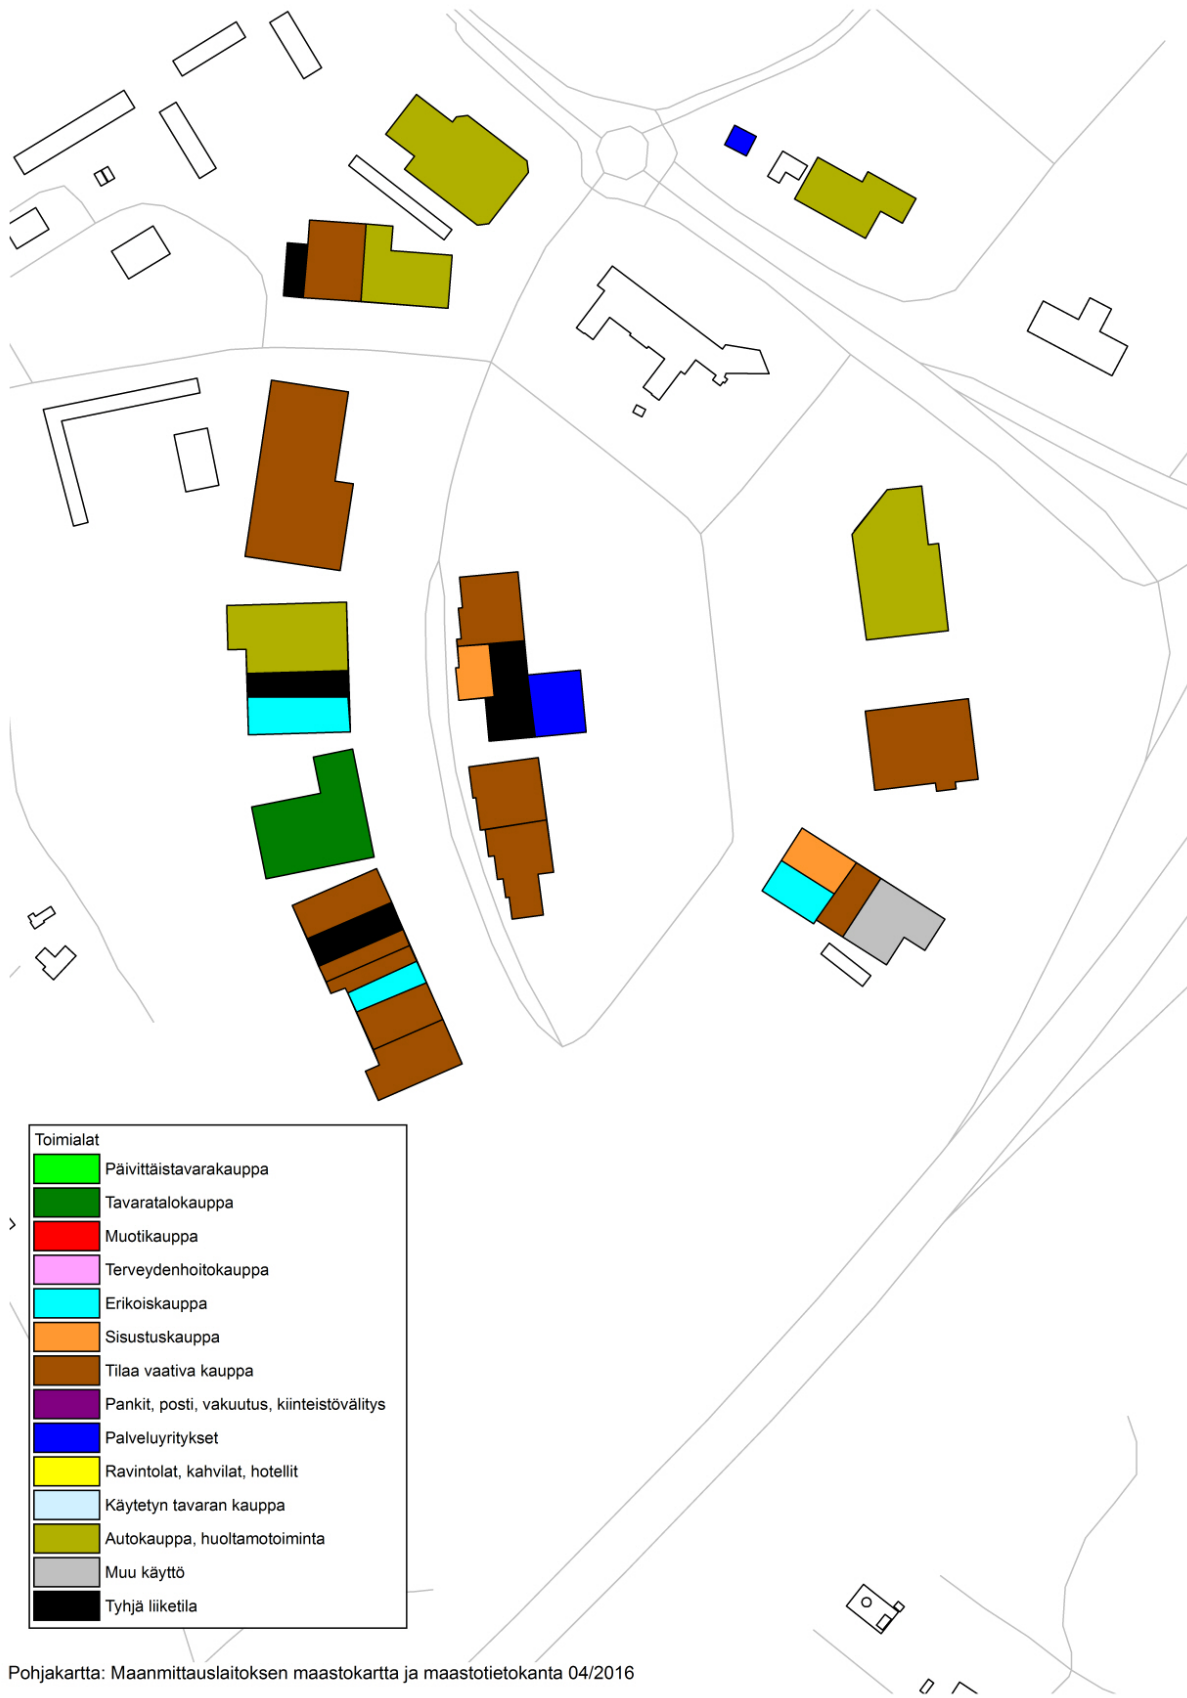 Toimialat
Päivittäistavarakauppa
Tavaratalokauppa
Muotikauppa
Terveydenhoitokauppa
Erikoiskauppa
Sisustuskauppa
Tilaa vaativa kauppa
Pankit, posti, vakuutus, kiinteistövälitys
Palveluyritykset
Ravintolat, kahvilat, hotellit
Käytetyn tavaran kauppa
Autokauppa, huoltamotoiminta
Muu käyttö
Tyhjä liiketila
Pohjakartta: Maanmittauslaitoksen maastokartta ja maastotietokanta 04/2016